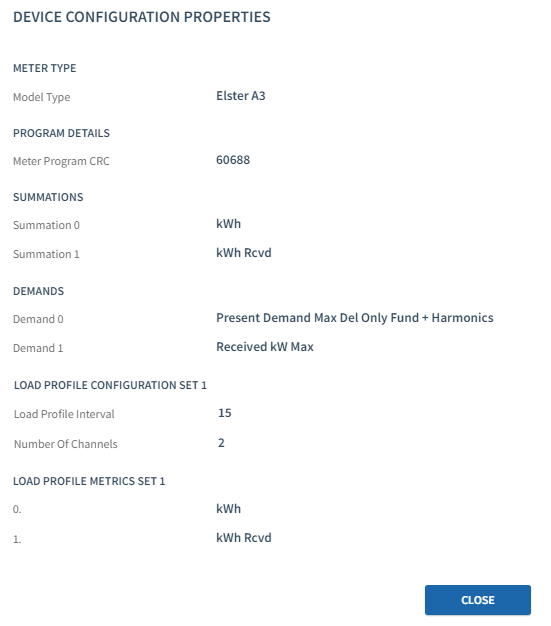 DEVICE CONFIGURATION PROPERTIES
METER TYPE
Model Type Elster A3
PROGRAM DETAILS
Meter Program CRC 60688
SUMMATIONS
Summation 0 kWh
Summation 1 kWh Rcvd
DEMANDS
Demand 0 Present Demand Max Del Only Fund + Harmonics
Demand 1 Received kW Max
LOAD PROFILE CONFIGURATION SET 1
Load Profile Interval 15
Number Of Channels 2
LOAD PROFILE METRICS SET 1
0. kWh
1. kWh Rcvd
CLOSE